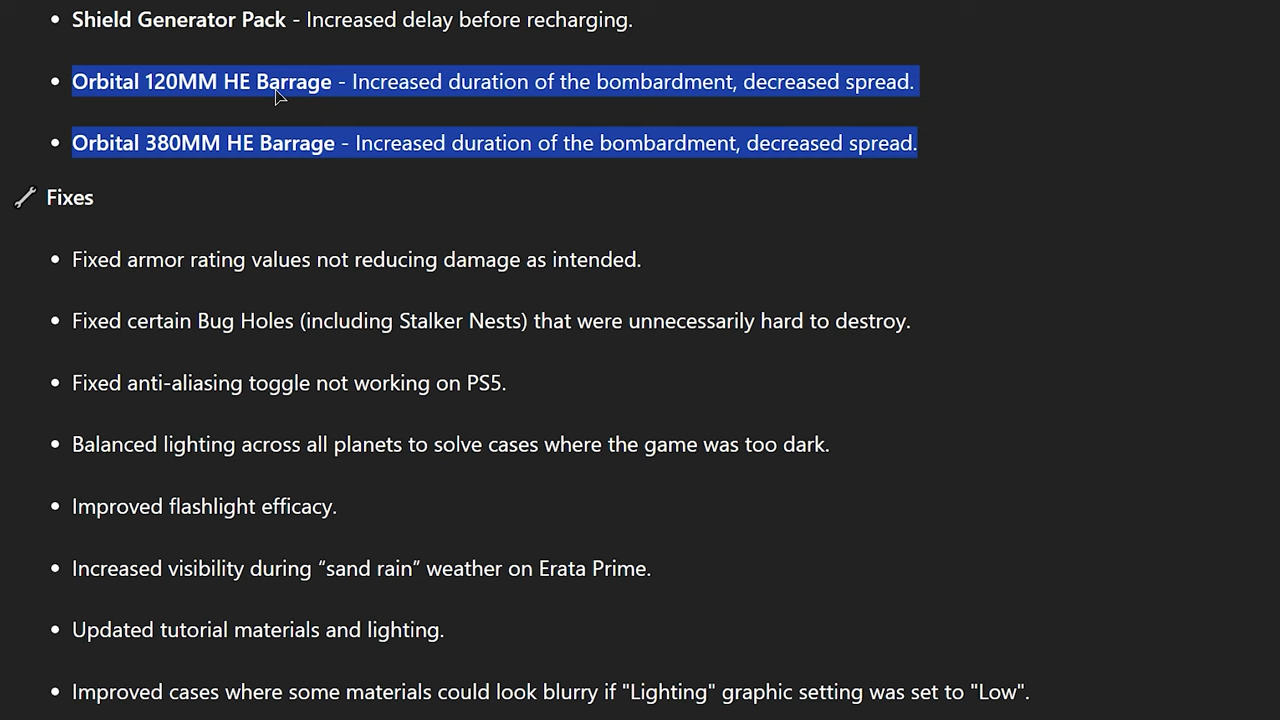 • Shield Generator Pack - Increased delay before recharging.
• Orbital 120MM HE Barrage - Increased duration of the bombardment, decreased spread.
• Orbital 380MM HE Barrage - Increased duration of the bombardment, decreased spread.
Fixes
• Fixed armor rating values not reducing damage as intended.
• Fixed certain Bug Holes (including Stalker Nests) that were unnecessarily hard to destroy.
• Fixed anti-aliasing toggle not working on PS5.
• Balanced lighting across all planets to solve cases where the game was too dark.
• Improved flashlight efficacy.
• Increased visibility during “sand rain” weather on Erata Prime.
• Updated tutorial materials and lighting.
• Improved cases where some materials could look blurry if "Lighting" graphic setting was set to "Low".